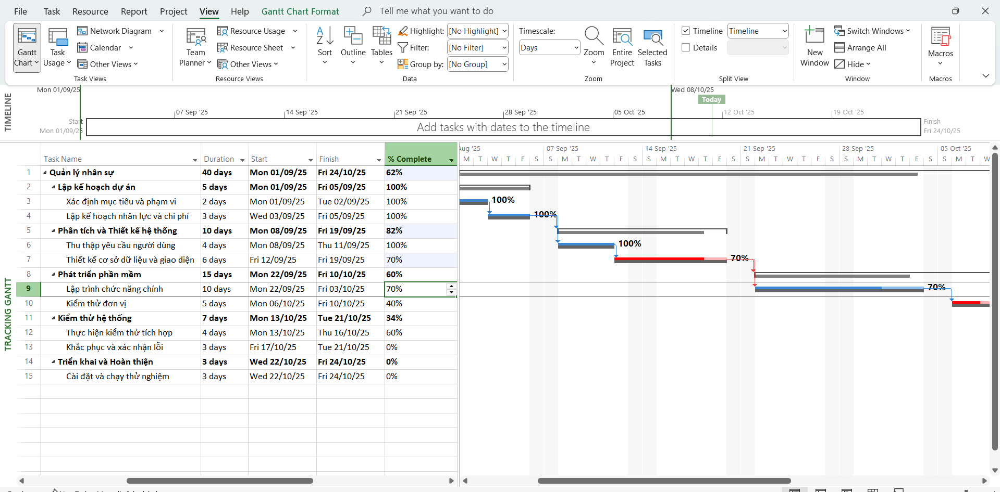 File Task Resource Report Project View Help Gantt Chart Format Tell me what you want to do
Gantt Chart
Task Usage
Network Diagram
Calendar
Other Views
Task Views
Team Planner
Resource Usage
Resource Sheet
Other Views
Resource Views
Sort
Outline
Tables
Highlight: [No Highlight]
Filter: [No Filter]
Group by: [No Group]
Data
Timescale:
Days
Zoom
Entire Project
Selected Tasks
Zoom
Timeline Timeline
Details
Split View
New Window
Switch Windows
Arrange All
Hide
Window
Macros
Macros
TIMELINE
Mon 01/09/25 Wed 08/10/25
Today
07 Sep '25 14 Sep '25 21 Sep '25 28 Sep '25 05 Oct '25 12 Oct '25 19 Oct '25
Start
Mon 01/09/25
Add tasks with dates to the timeline
Finish
Fri 24/10/25
TRACKING GANTT
Task Name Duration Start Finish % Complete
1 Quản lý nhân sự 40 days Mon 01/09/25 Fri 24/10/25 62%
2 Lập kế hoạch dự án 5 days Mon 01/09/25 Fri 05/09/25 100%
3 Xác định mục tiêu và phạm vi 2 days Mon 01/09/25 Tue 02/09/25 100%
4 Lập kế hoạch nhân lực và chi phí 3 days Wed 03/09/25 Fri 05/09/25 100%
5 Phân tích và Thiết kế hệ thống 10 days Mon 08/09/25 Fri 19/09/25 82%
6 Thu thập yêu cầu người dùng 4 days Mon 08/09/25 Thu 11/09/25 100%
7 Thiết kế cơ sở dữ liệu và giao diện 6 days Fri 12/09/25 Fri 19/09/25 70%
8 Phát triển phần mềm 15 days Mon 22/09/25 Fri 10/10/25 60%
9 Lập trình chức năng chính 10 days Mon 22/09/25 Fri 03/10/25 70%
10 Kiểm thử đơn vị 5 days Mon 06/10/25 Fri 10/10/25 40%
11 Kiểm thử hệ thống 7 days Mon 13/10/25 Tue 21/10/25 34%
12 Thực hiện kiểm thử tích hợp 4 days Mon 13/10/25 Thu 16/10/25 60%
13 Khắc phục và xác nhận lỗi 3 days Fri 17/10/25 Tue 21/10/25 0%
14 Triển khai và Hoàn thiện 3 days Wed 22/10/25 Fri 24/10/25 0%
15 Cài đặt và chạy thử nghiệm 3 days Wed 22/10/25 Fri 24/10/25 0%
Aug '25 07 Sep '25 14 Sep '25 21 Sep '25 28 Sep '25 05 Oct '25
M T W T F S S M T W T F S S M T W T F S S M T W T F S S M T W T F S S M T W
100%
100%
100%
70%
70%